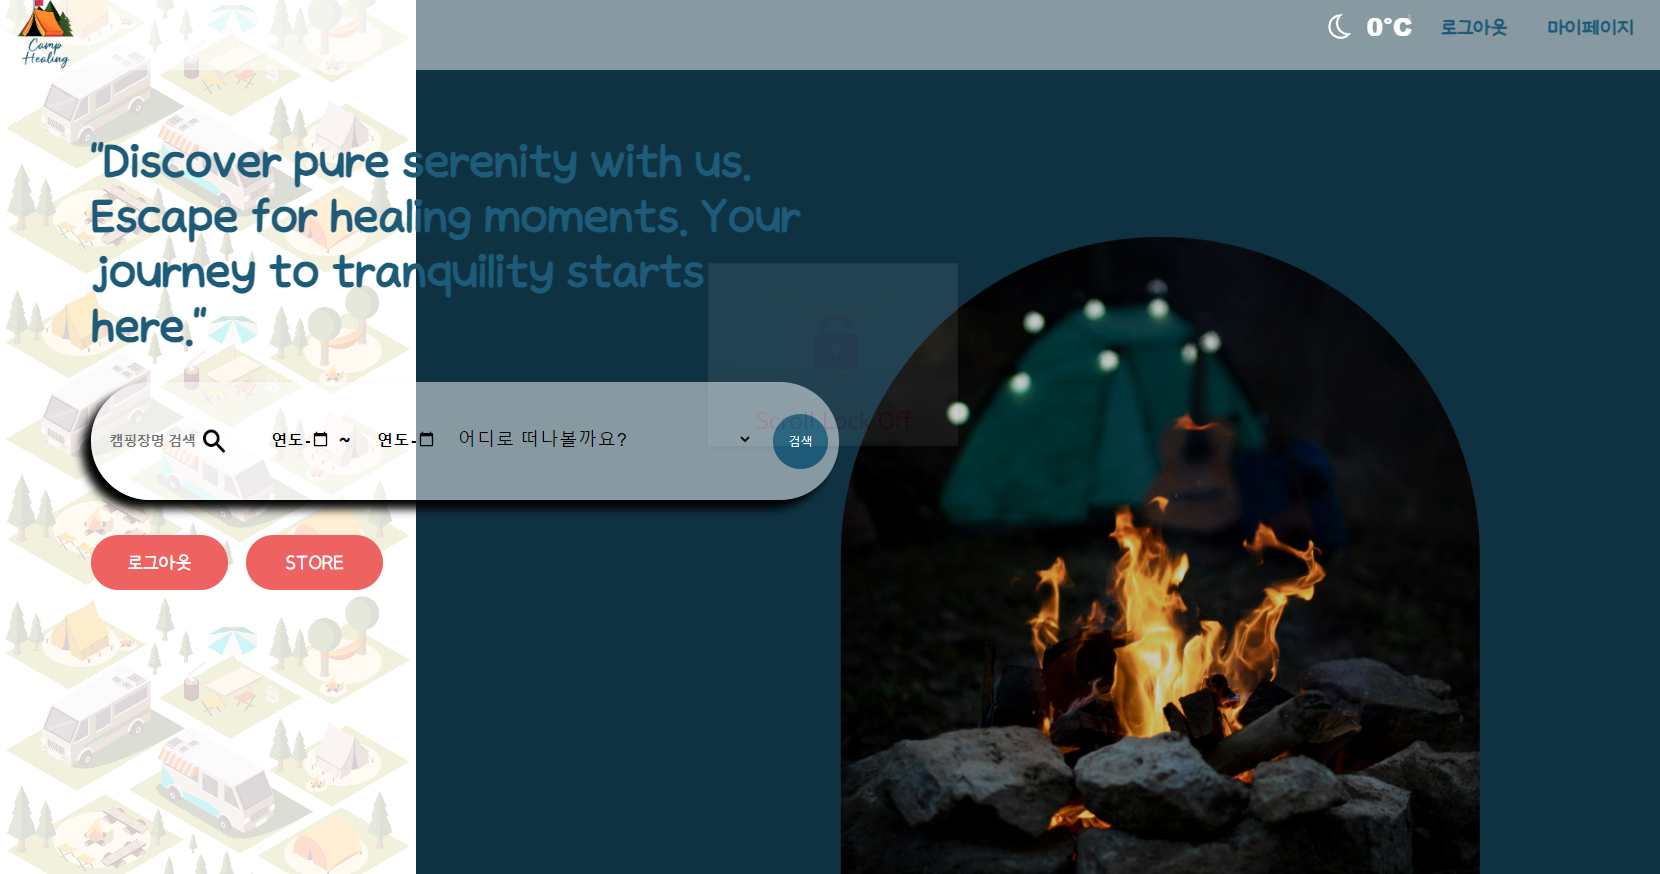 Camp
Healing
0°C
로그아웃
마이페이지
"Discover pure serenity with us.
Escape for healing moments. Your
journey to tranquility starts
here."
Scroll Lock Off
캠핑장명 검색
연도-
~
연도-
어디로 떠나볼까요?
검색
로그아웃
STORE